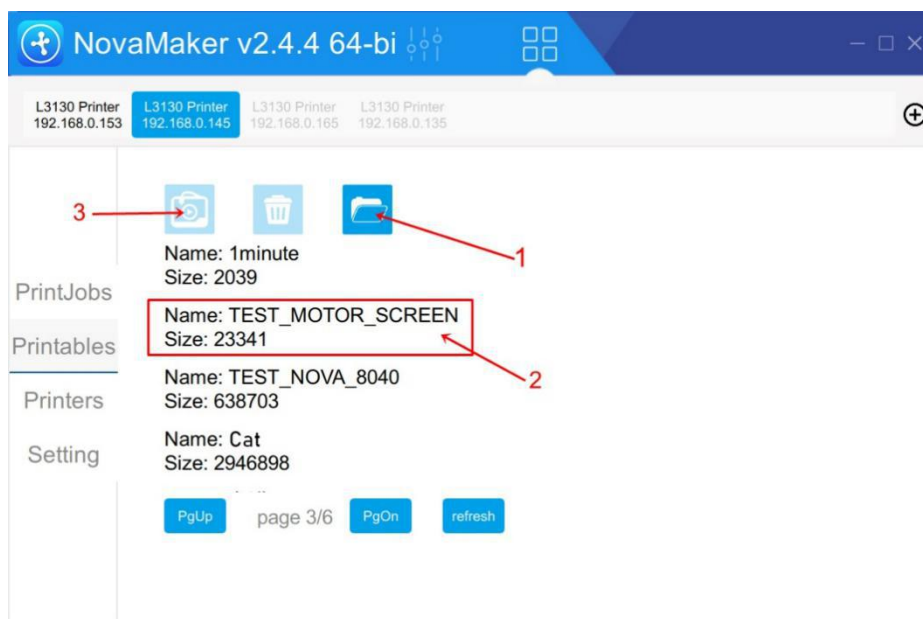 NovaMaker v2.4.4 64-bi
L3130 Printer L3130 Printer L3130 Printer L3130 Printer
192.168.0.153 192.168.0.145 192.168.0.165 192.168.0.135
3
1
Name: 1minute
Size: 2039
PrintJobs
Name: TEST_MOTOR_SCREEN
Size: 23341
Printables
2
Name: TEST_NOVA_8040
Size: 638703
Printers
Name: Cat
Size: 2946898
Setting
PgUp page 3/6 PgOn refresh